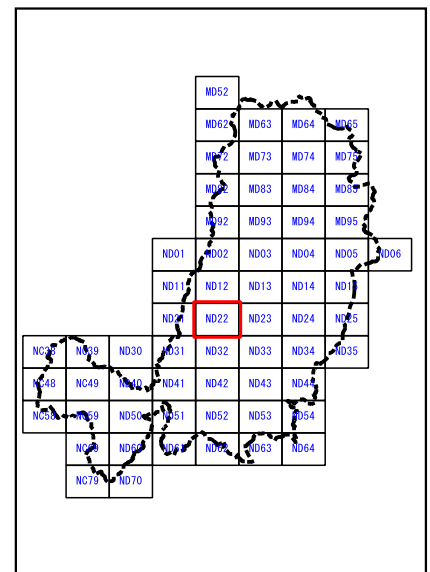 MD52
MD62 MD63 MD64 MD65
MD72 MD73 MD74 MD75
MD82 MD83 MD84 MD85
MD92 MD93 MD94 MD95
ND01 ND02 ND03 ND04 ND05 ND06
ND11 ND12 ND13 ND14 ND15
ND21 ND22 ND23 ND24 ND25
NC38 NC39 ND30 ND31 ND32 ND33 ND34 ND35
NC48 NC49 ND40 ND41 ND42 ND43 ND44
NC58 NC59 ND50 ND51 ND52 ND53 ND54
NC69 ND60 ND61 ND62 ND63 ND64
NC79 ND70